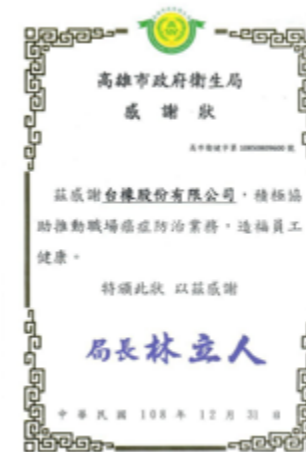 高雄市政府衛生局
感謝狀
茲感謝台橡股份有限公司，積極協
助推動職場癌症防治業務，造福員工
健康。
特頒此狀 以茲感謝
局長林立人
中華民國 108 年 12 月 31 日